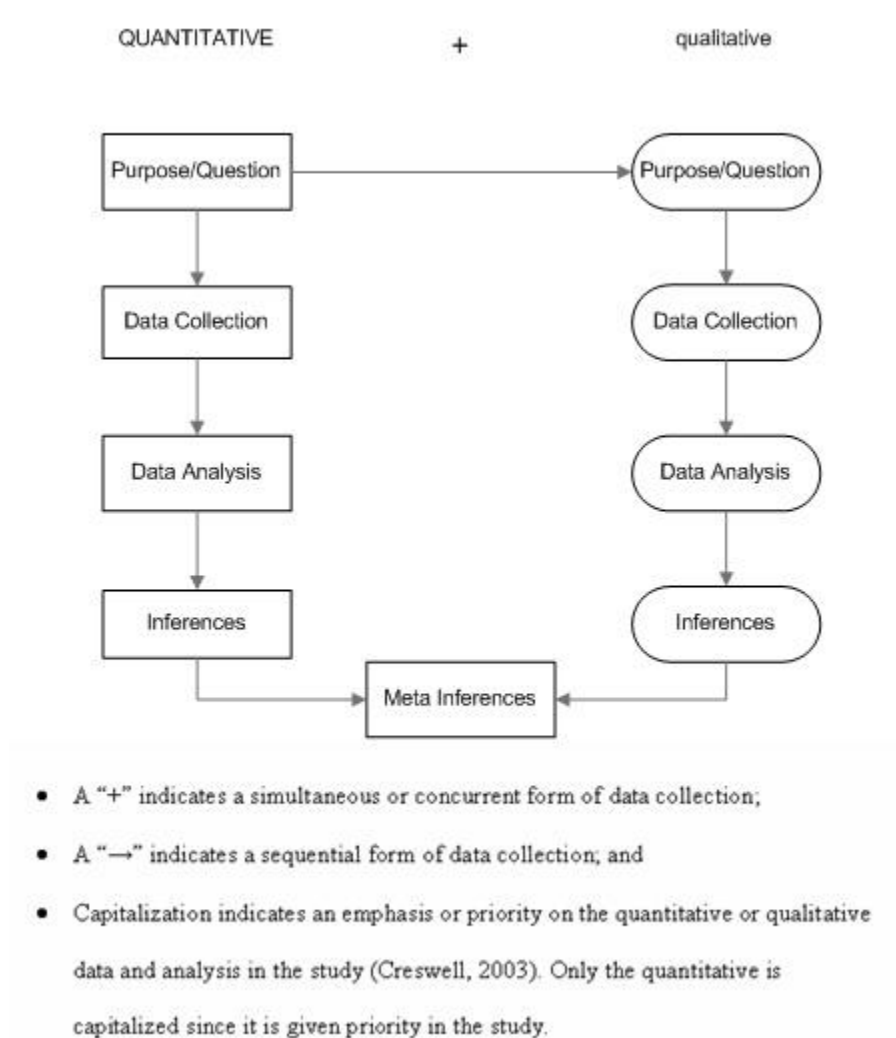 QUANTITATIVE + qualitative
Purpose/Question Purpose/Question
Data Collection Data Collection
Data Analysis Data Analysis
Inferences Inferences
Meta Inferences
• A “+” indicates a simultaneous or concurrent form of data collection;
• A “→” indicates a sequential form of data collection; and
• Capitalization indicates an emphasis or priority on the quantitative or qualitative
data and analysis in the study (Creswell, 2003). Only the quantitative is
capitalized since it is given priority in the study.